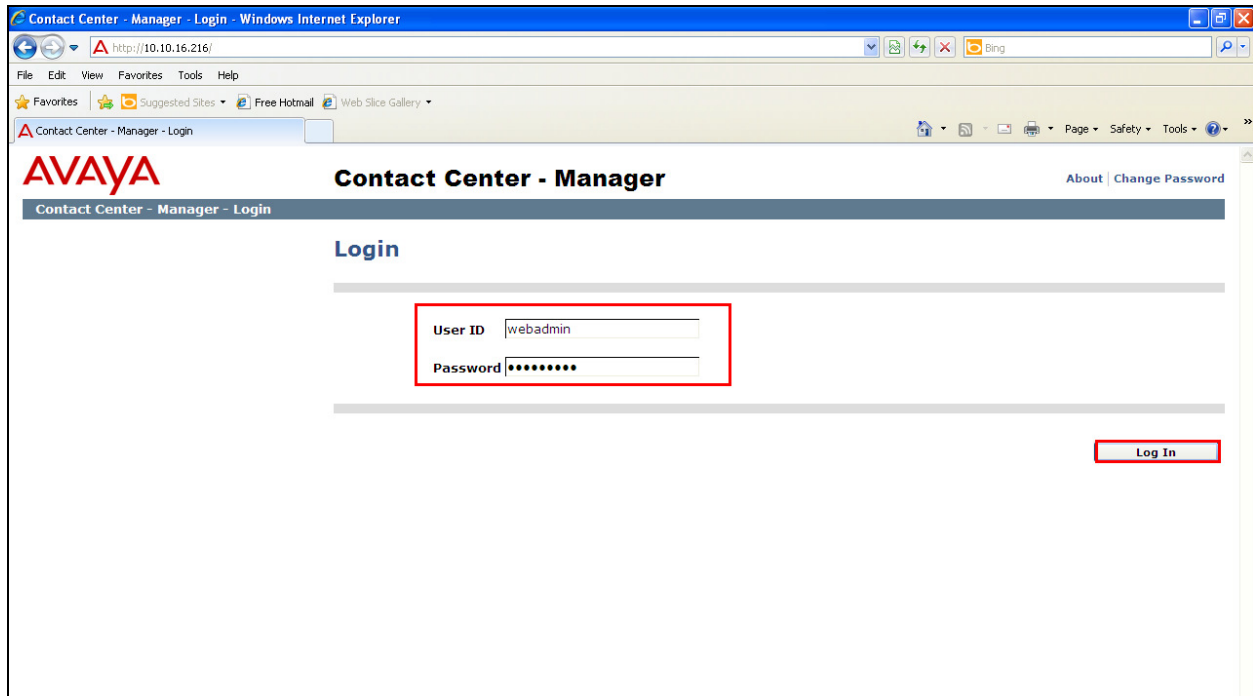 Contact Center - Manager - Login - Windows Internet Explorer
http://10.10.16.216/
Bing
File Edit View Favorites Tools Help
Favorites Suggested Sites Free Hotmail Web Slice Gallery
Contact Center - Manager - Login
Page Safety Tools »
AVAYA
Contact Center - Manager
About | Change Password
Contact Center - Manager - Login
Login
User ID webadmin
Password •••••••••
Log In